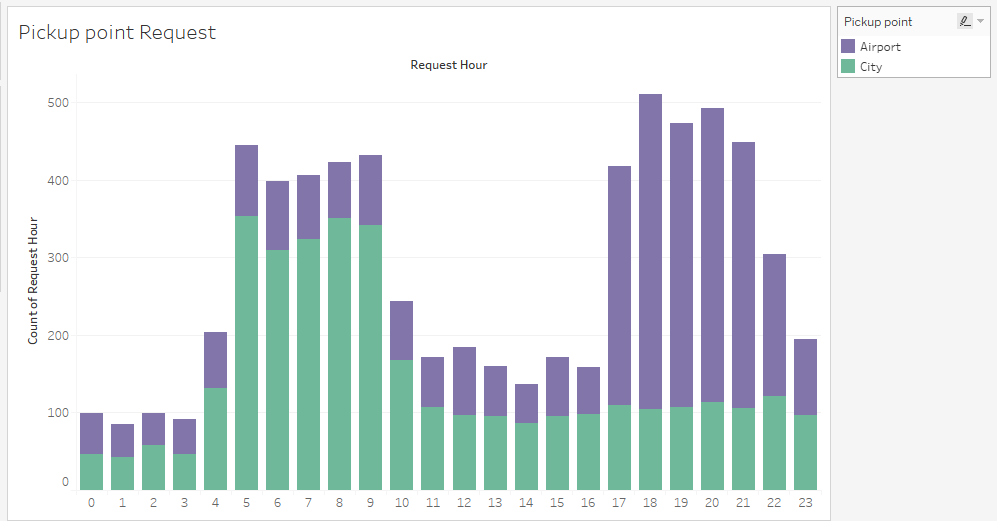 Pickup point Request
Pickup point
Airport
City
Request Hour
Count of Request Hour
500
400
300
200
100
0
0 1 2 3 4 5 6 7 8 9 10 11 12 13 14 15 16 17 18 19 20 21 22 23